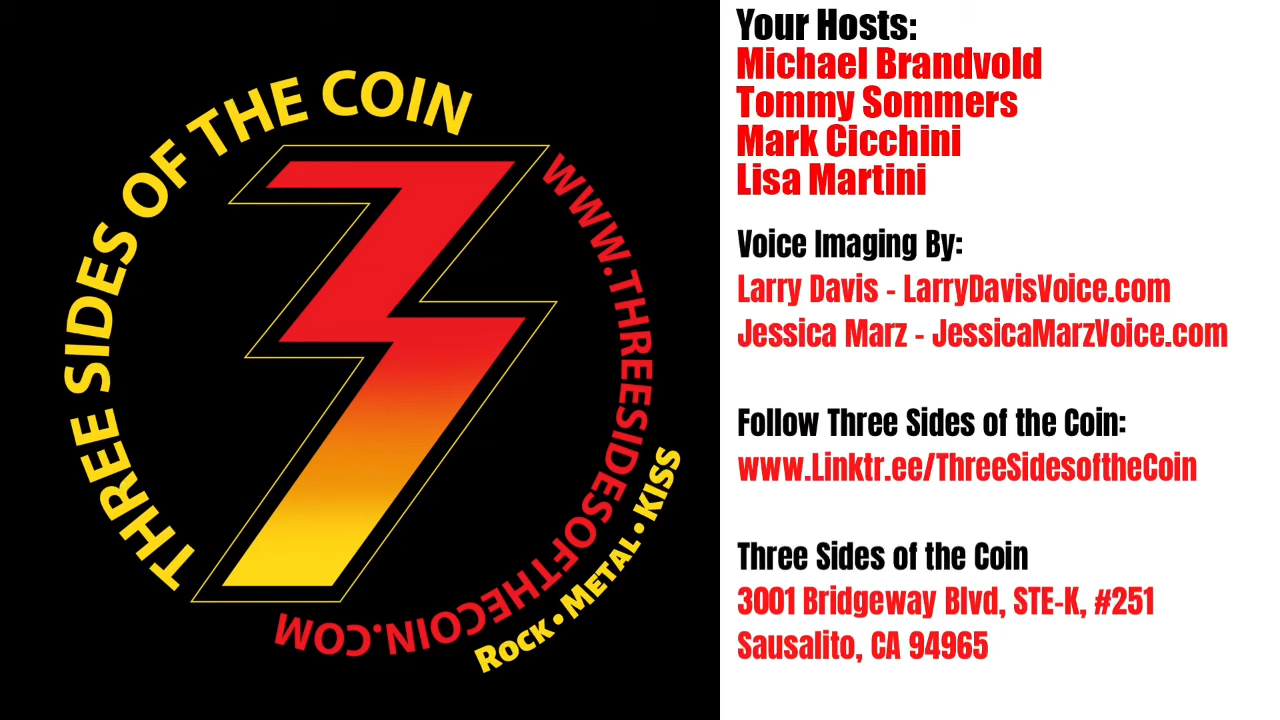 THREE SIDES OF THE COIN
WWW.THREESIDESOFTHECOIN.COM
ROCK • METAL • KISS
Your Hosts:
Michael Brandvold
Tommy Sommers
Mark Cicchini
Lisa Martini
Voice Imaging By:
Larry Davis - LarryDavisVoice.com
Jessica Marz - JessicaMarzVoice.com
Follow Three Sides of the Coin:
www.Linktr.ee/ThreeSidesoftheCoin
Three Sides of the Coin
3001 Bridgeway Blvd, STE-K, #251
Sausalito, CA 94965